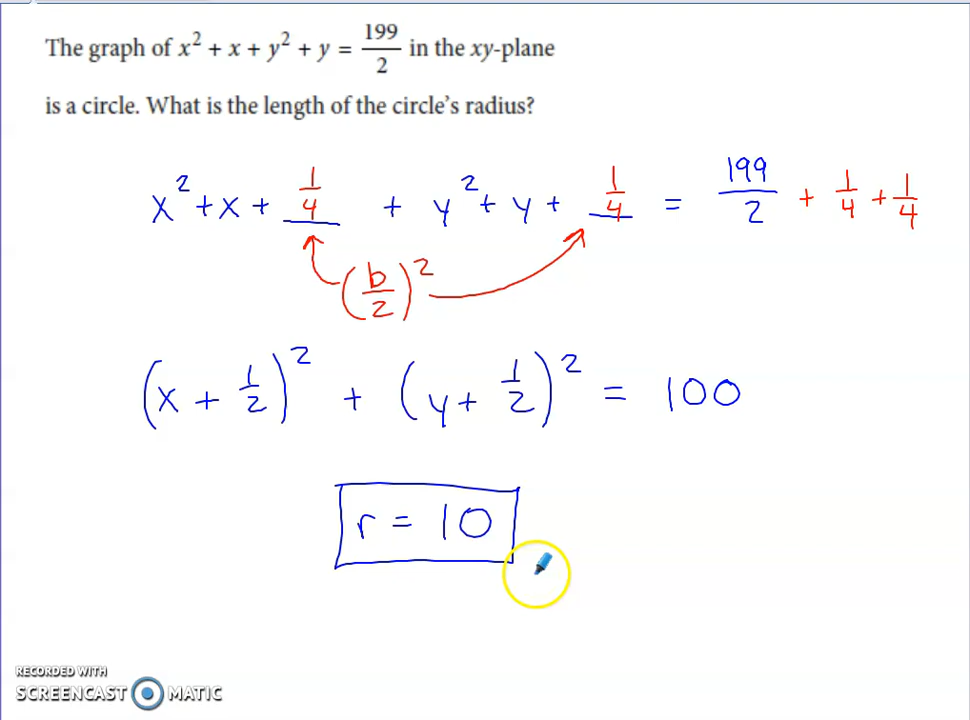 The graph of x² + x + y² + y = 199/2 in the xy-plane
is a circle. What is the length of the circle's radius?
x² + x + 1/4 + y² + y + 1/4 = 199/2 + 1/4 + 1/4
(b/2)²
(x + 1/2)² + (y + 1/2)² = 100
r = 10
RECORDED WITH
SCREENCAST MATIC